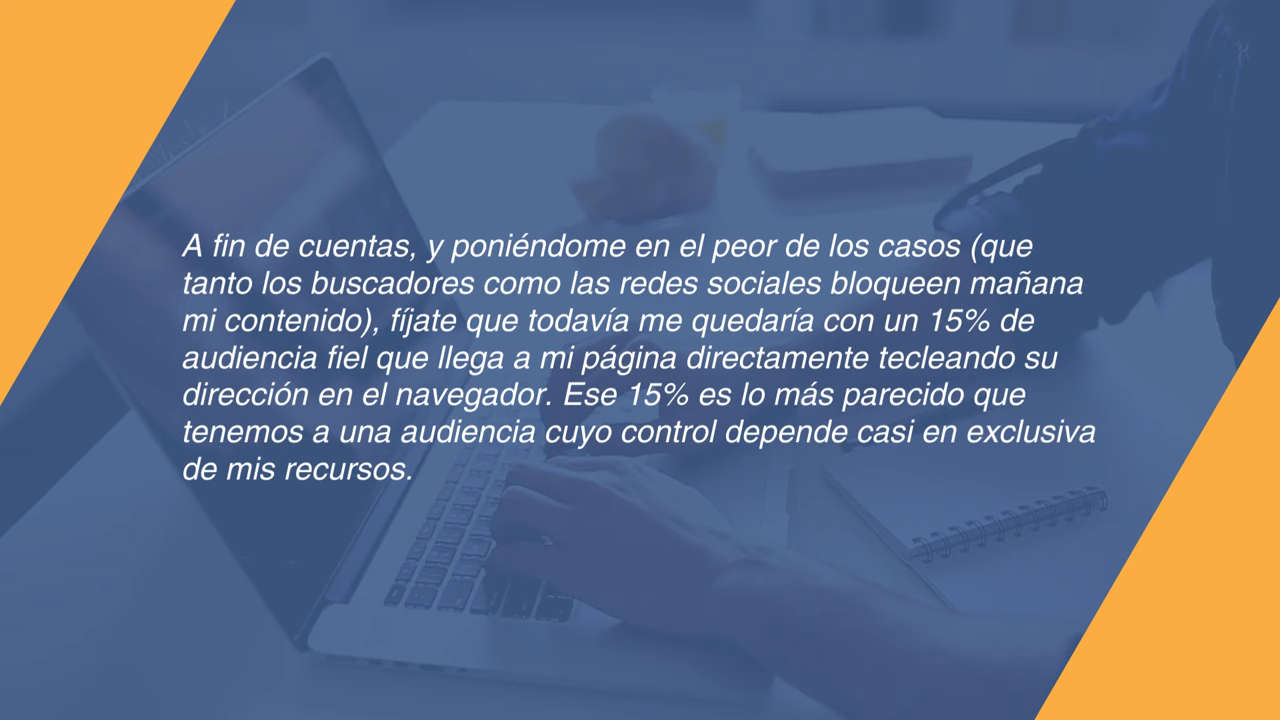 A fin de cuentas, y poniéndome en el peor de los casos (que
tanto los buscadores como las redes sociales bloqueen mañana
mi contenido), fíjate que todavía me quedaría con un 15% de
audiencia fiel que llega a mi página directamente tecleando su
dirección en el navegador. Ese 15% es lo más parecido que
tenemos a una audiencia cuyo control depende casi en exclusiva
de mis recursos.